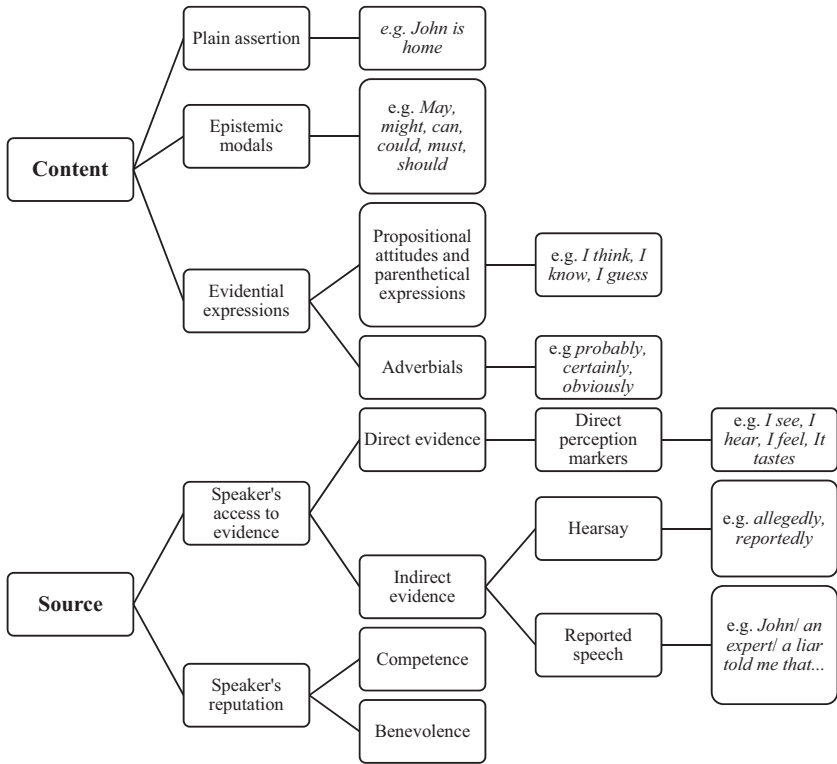 Plain assertion
e.g. John is
home
Epistemic
modals
e.g. May,
might, can,
could, must,
should
Content
Propositional
attitudes and
parenthetical
expressions
e.g. I think, I
know, I guess
Evidential
expressions
Adverbials
e.g probably,
certainly,
obviously
Direct evidence
Direct
perception
markers
e.g. I see, I
hear, I feel, It
tastes
Speaker's
access to
evidence
Hearsay
e.g. allegedly,
reportedly
Indirect
evidence
Source
Reported
speech
e.g. John/ an
expert/ a liar
told me that...
Competence
Speaker's
reputation
Benevolence